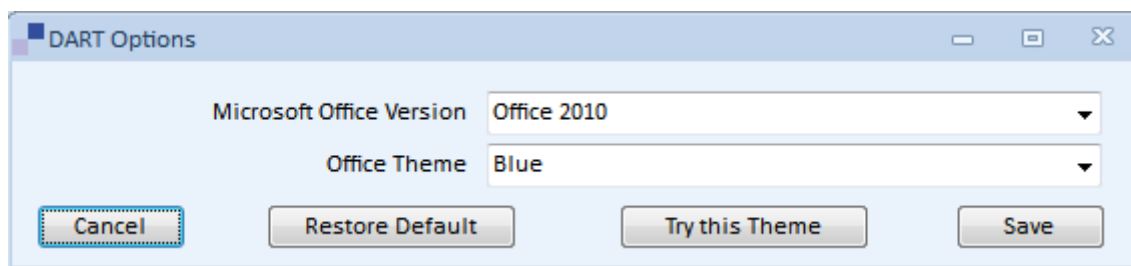 DART Options
Microsoft Office Version Office 2010
Office Theme Blue
Cancel Restore Default Try this Theme Save